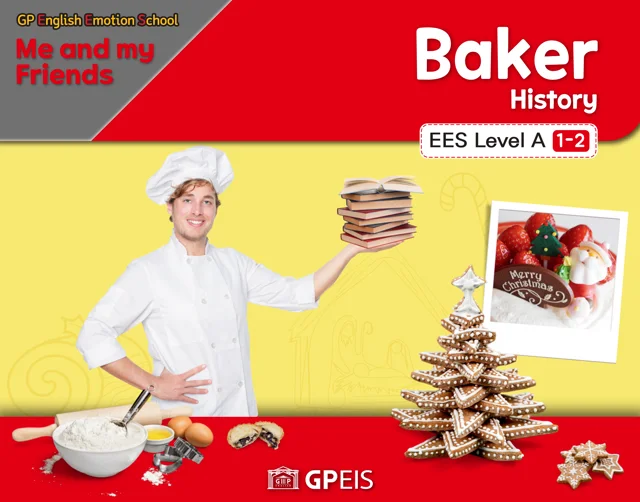 GP English Emotion School
Me and my
Friends
Baker
History
EES Level A 1-2
Merry
Christmas
GPEIS